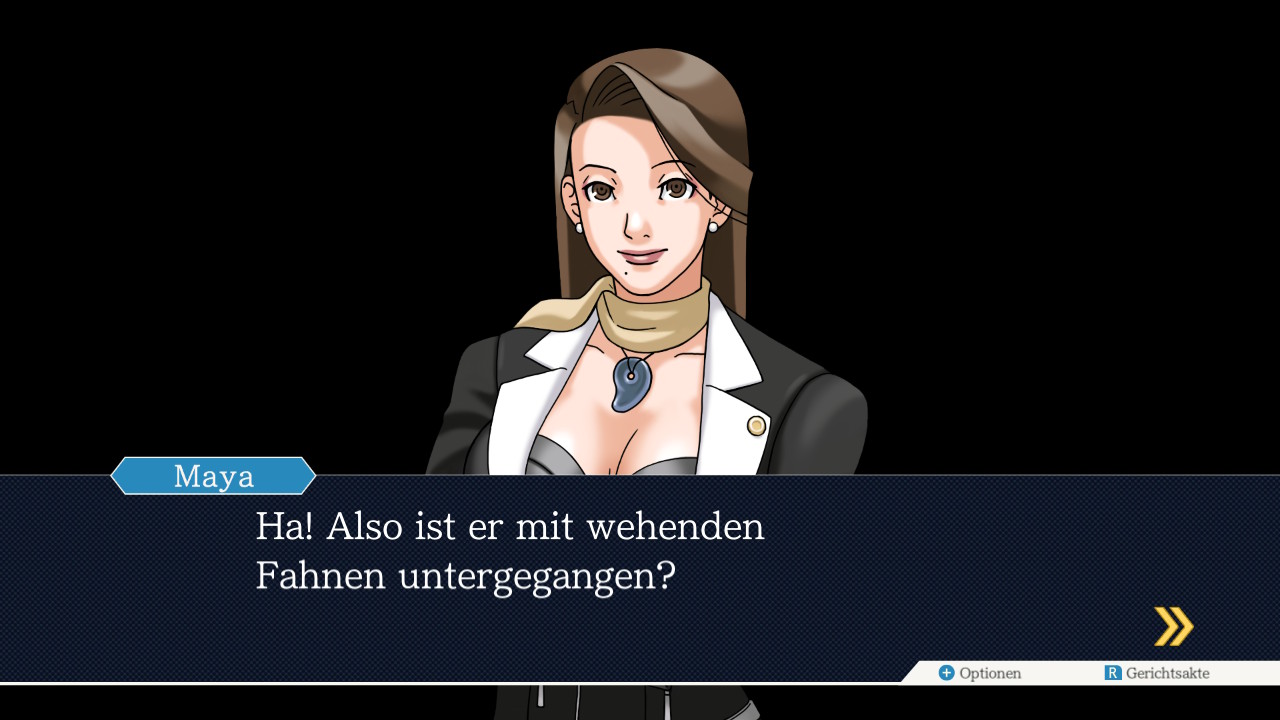 Maya
Ha! Also ist er mit wehenden
Fahnen untergegangen?
+ Optionen
R Gerichtsakte